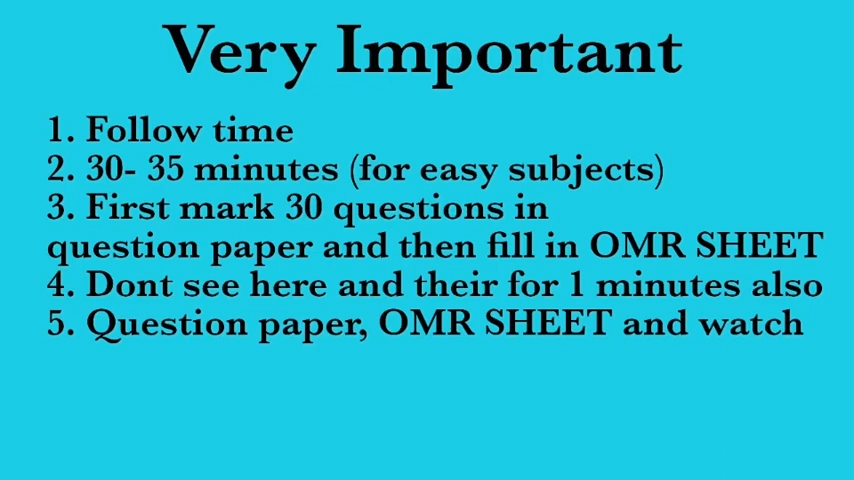 Very Important
1. Follow time
2. 30- 35 minutes (for easy subjects)
3. First mark 30 questions in
question paper and then fill in OMR SHEET
4. Dont see here and their for 1 minutes also
5. Question paper, OMR SHEET and watch